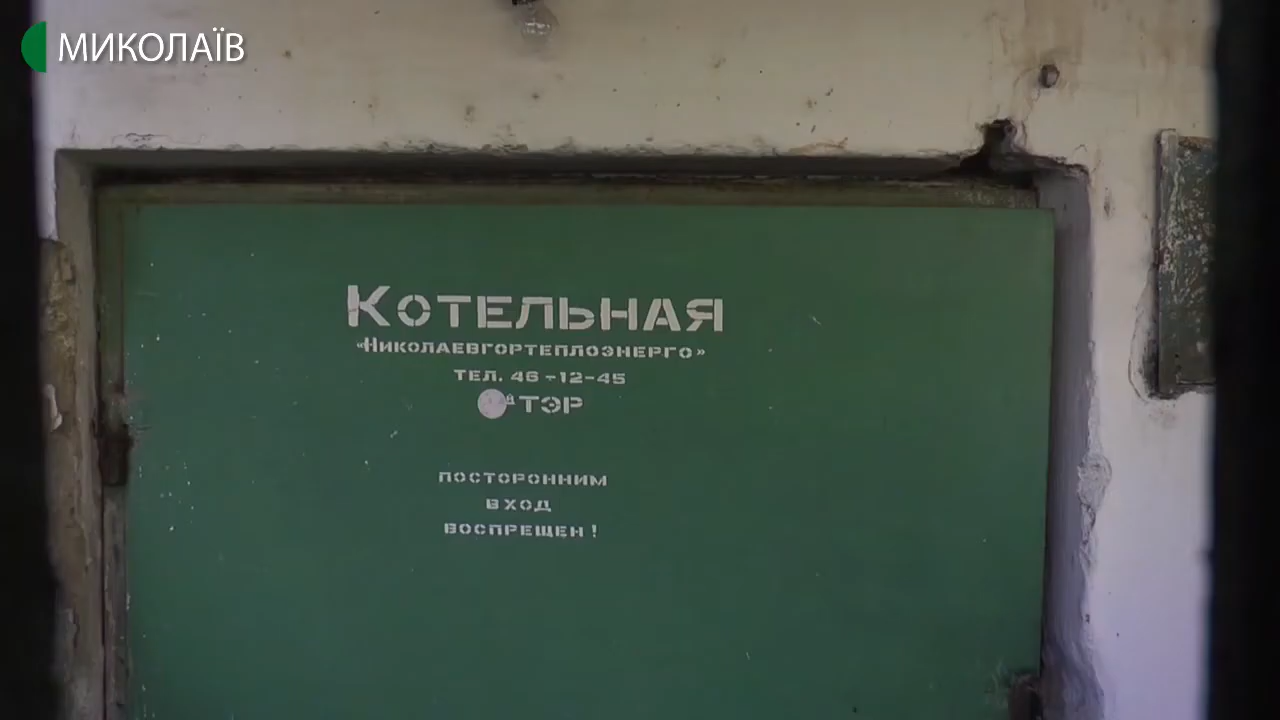 МИКОЛАЇВ
КОТЕЛЬНАЯ
«НИКОЛАЕВГОРТЕПЛОЭНЕРГО»
ТЕЛ. 46-12-45
ТЭР
ПОСТОРОННИМ
ВХОД
ВОСПРЕЩЕН!